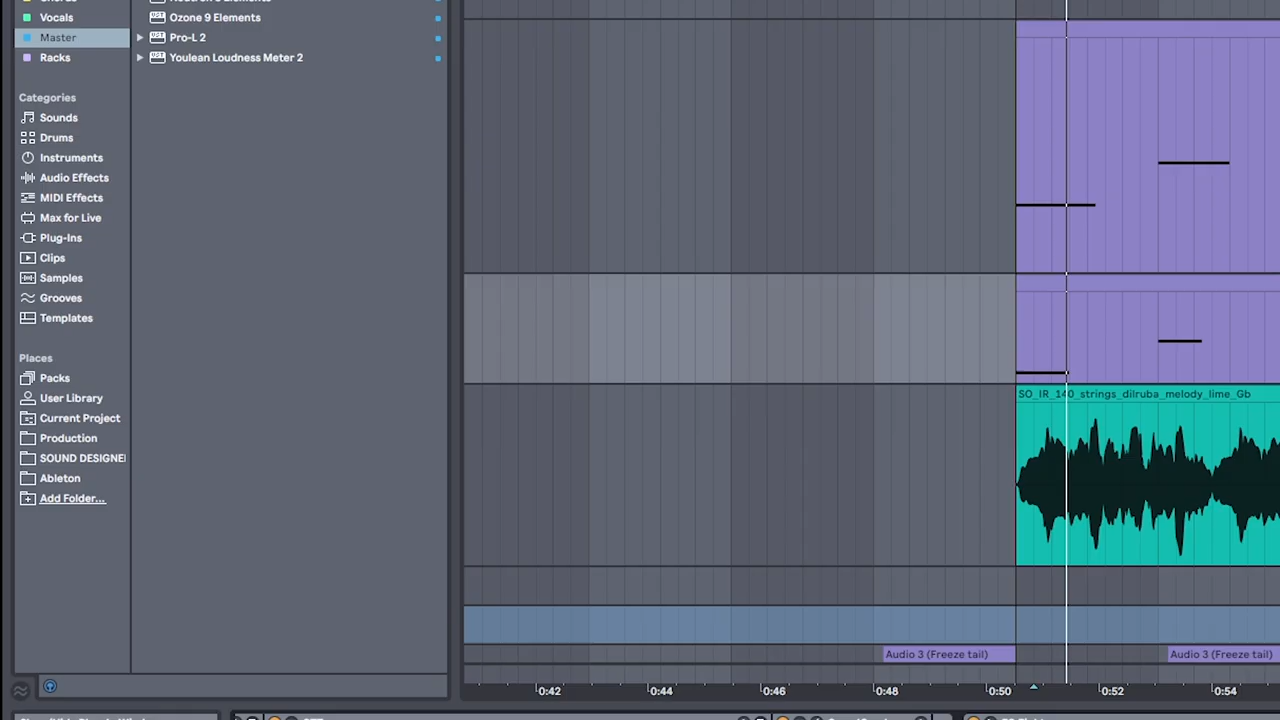 Vocals
Ozone 9 Elements
Master
Pro-L 2
Racks
Youlean Loudness Meter 2
Categories
Sounds
Drums
Instruments
Audio Effects
MIDI Effects
Max for Live
Plug-Ins
Clips
Samples
Grooves
Templates
Places
Packs
User Library
Current Project
Production
SOUND DESIGNE
Ableton
Add Folder...
SO_IR_140_strings_dilruba_melody_lime_Gb
Audio 3 (Freeze tail)
Audio 3 (Freeze tail)
0:42
0:44
0:46
0:48
0:50
0:52
0:54